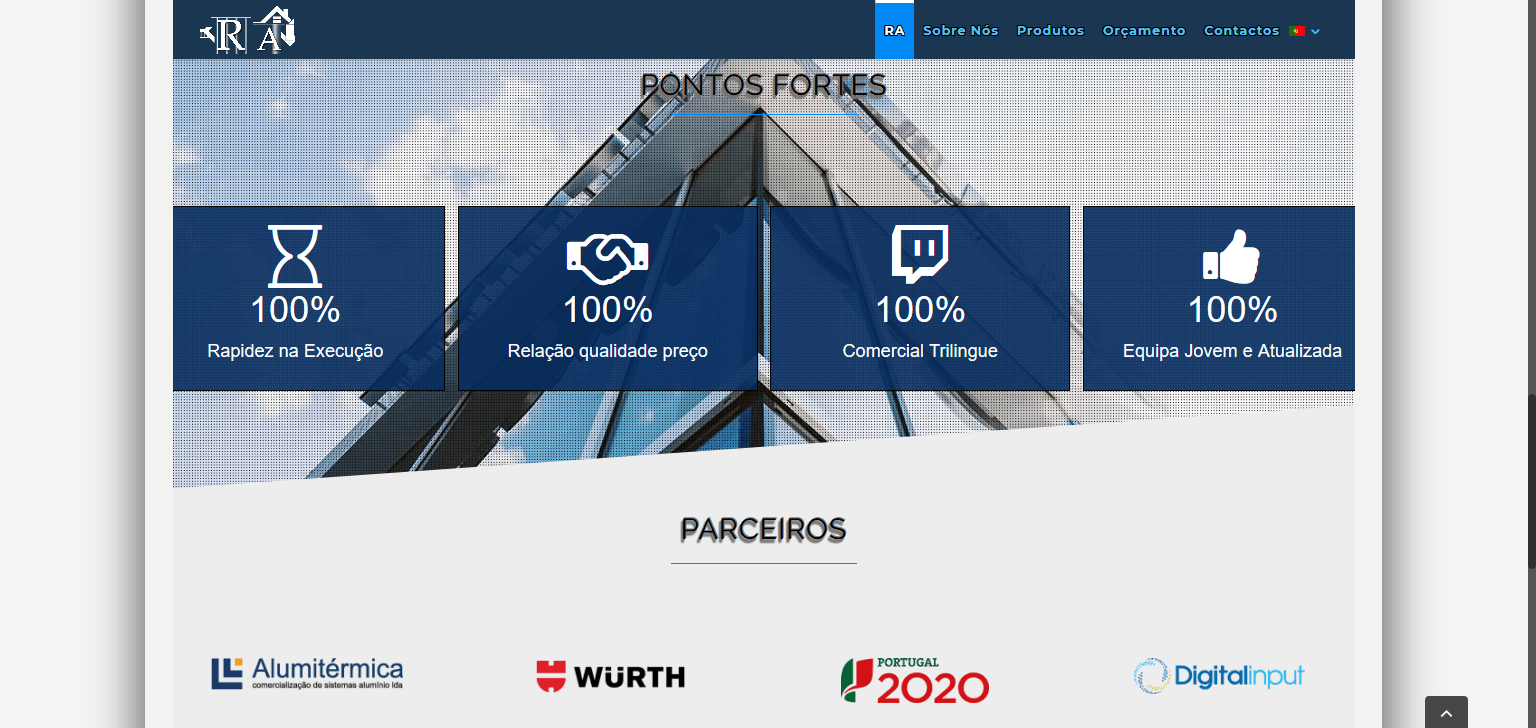 RA
RA
Sobre Nós
Produtos
Orçamento
Contactos
PONTOS FORTES
100%
Rapidez na Execução
100%
Relação qualidade preço
100%
Comercial Trilingue
100%
Equipa Jovem e Atualizada
PARCEIROS
Alumitérmica
comercialização de sistemas alumínio lda
WÜRTH
PORTUGAL
2020
Digitalinput